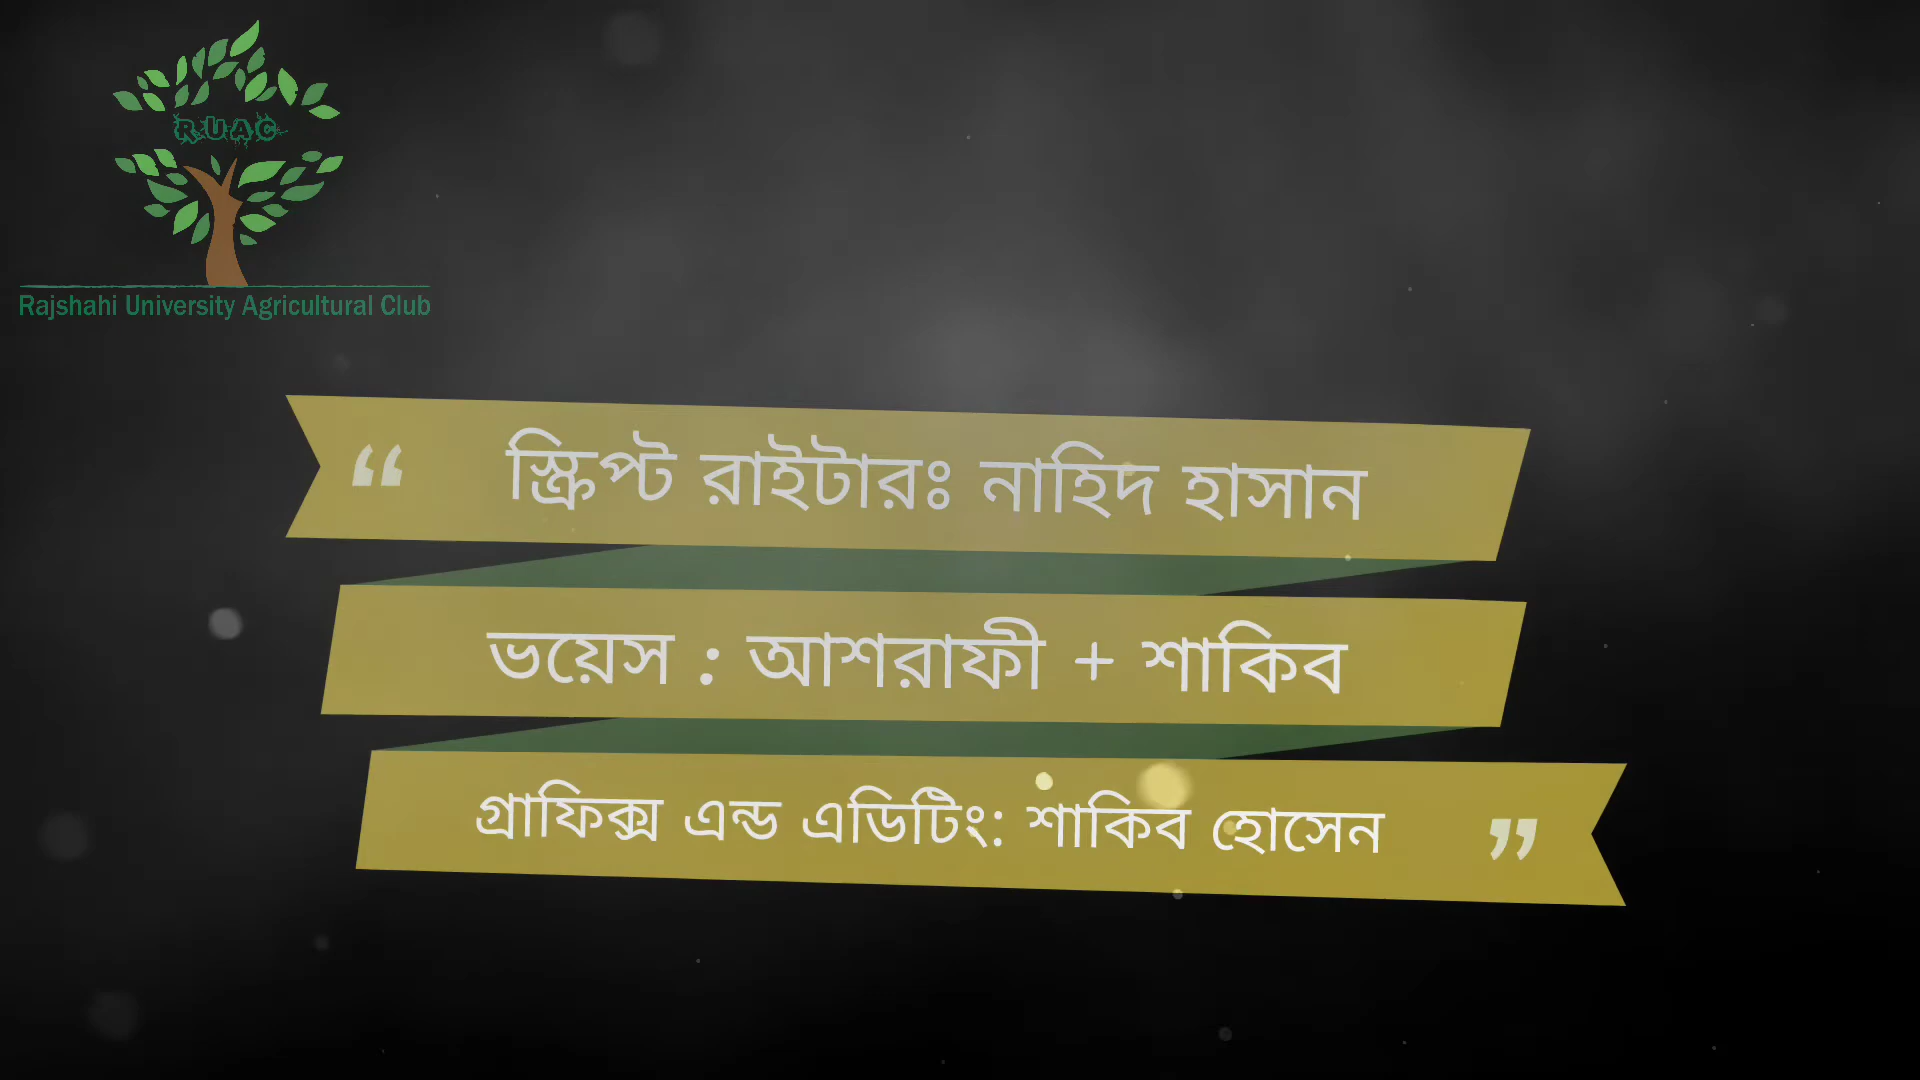 RUAC
Rajshahi University Agricultural Club
“ স্ক্রিপ্ট রাইটারঃ নাহিদ হাসান
ভয়েস : আশরাফী + শাকিব
গ্রাফিক্স এন্ড এডিটিং: শাকিব হোসেন ”